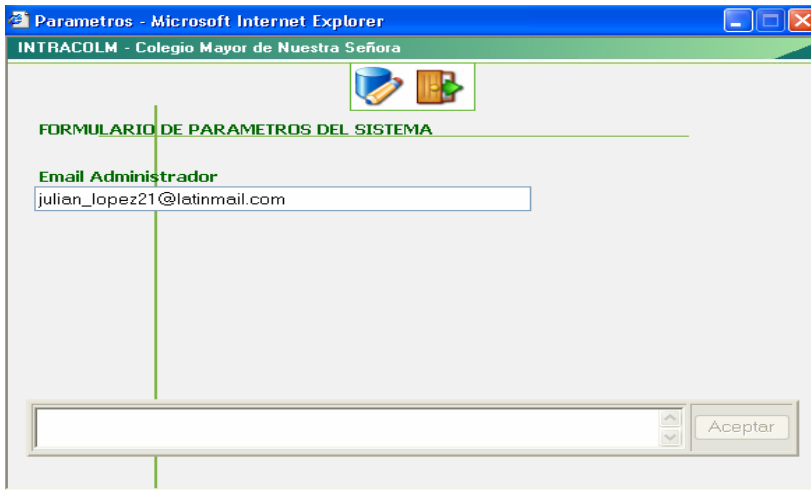 Parametros - Microsoft Internet Explorer
INTRACOLM - Colegio Mayor de Nuestra Señora
FORMULARIO DE PARAMETROS DEL SISTEMA
Email Administrador
julian_lopez21@latinmail.com
Aceptar